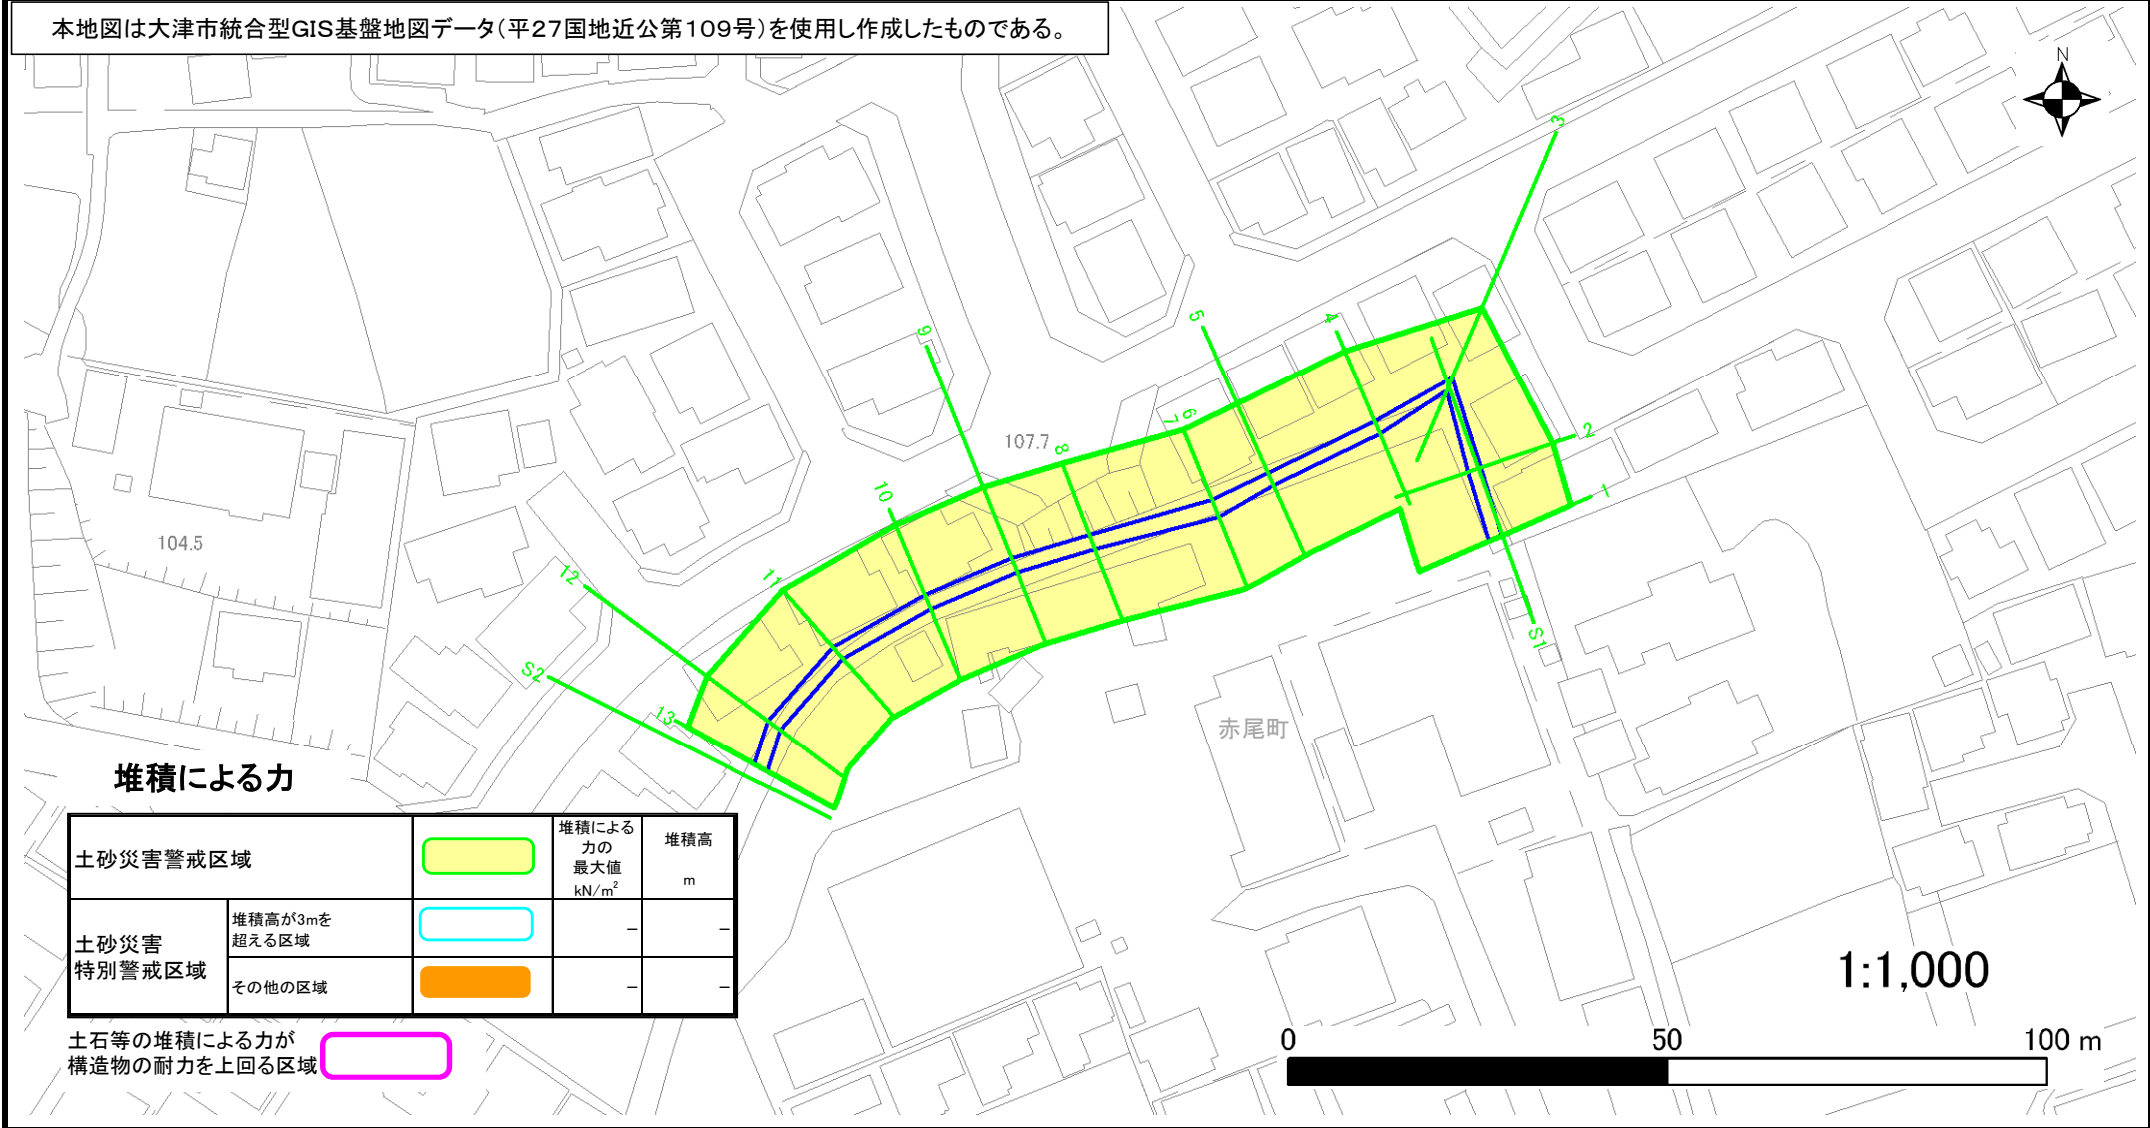 本地図は大津市統合型GIS基盤地図データ(平27国地近公第109号)を使用し作成したものである。
N
3
5
4
9
2
6
7
107.7
8
10
1
104.5
11
12
S1
S2
13
赤尾町
堆積による力
土砂災害警戒区域
堆積による
力の
最大値
kN/m²
堆積高
m
土砂災害
特別警戒区域
堆積高が3mを
超える区域
－
－
その他の区域
－
－
土石等の堆積による力が
構造物の耐力を上回る区域
1:1,000
0
50
100 m